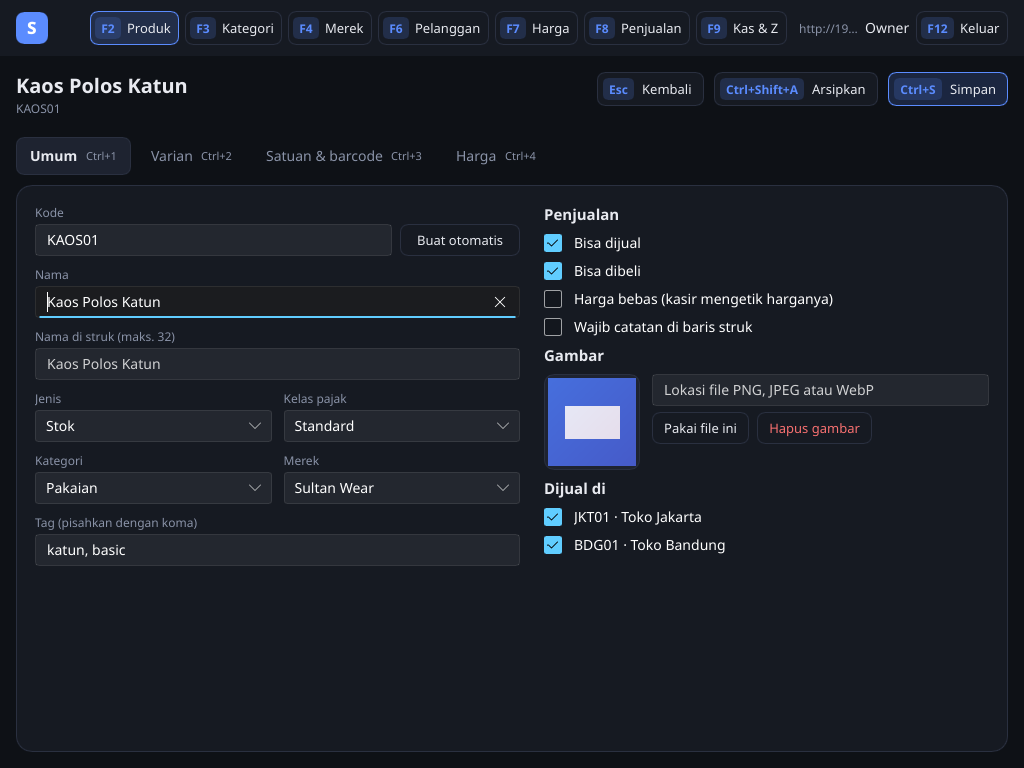 S F2 Produk F3 Kategori F4 Merek F6 Pelanggan F7 Harga F8 Penjualan F9 Kas & Z http://19... Owner F12 Keluar
Kaos Polos Katun
KAOS01
Esc Kembali Ctrl+Shift+A Arsipkan Ctrl+S Simpan
Umum Ctrl+1 Varian Ctrl+2 Satuan & barcode Ctrl+3 Harga Ctrl+4
Kode
KAOS01 Buat otomatis
Nama
Kaos Polos Katun
Nama di struk (maks. 32)
Kaos Polos Katun
Jenis Kelas pajak
Stok Standard
Kategori Merek
Pakaian Sultan Wear
Tag (pisahkan dengan koma)
katun, basic
Penjualan
Bisa dijual
Bisa dibeli
Harga bebas (kasir mengetik harganya)
Wajib catatan di baris struk
Gambar
Lokasi file PNG, JPEG atau WebP
Pakai file ini Hapus gambar
Dijual di
JKT01 · Toko Jakarta
BDG01 · Toko Bandung